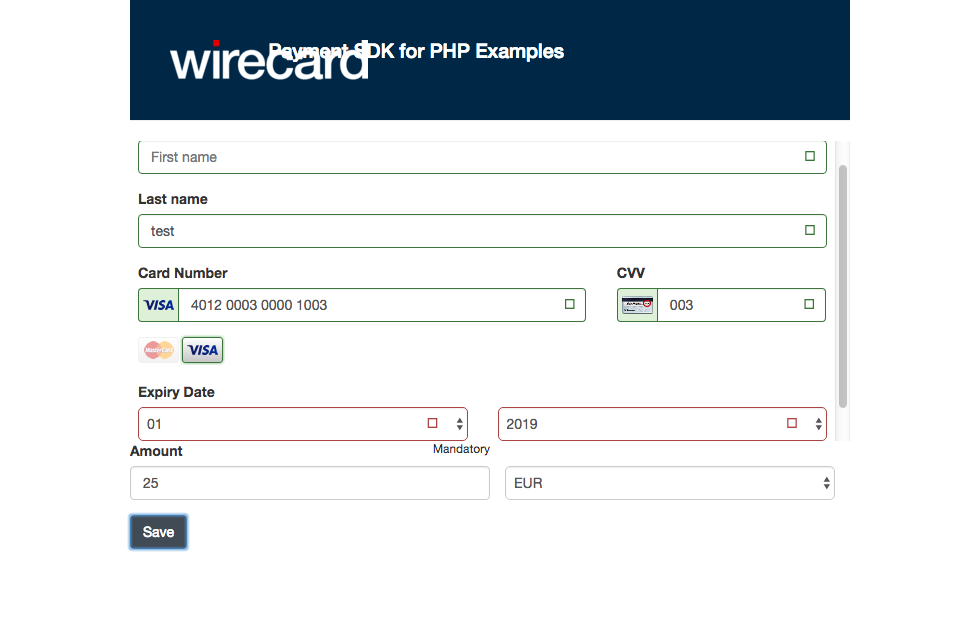 wirecard
Payment SDK for PHP Examples
First name
Last name
test
Card Number CVV
VISA 4012 0003 0000 1003 003
MasterCard VISA
Expiry Date
01 2019
Amount Mandatory
25 EUR
Save